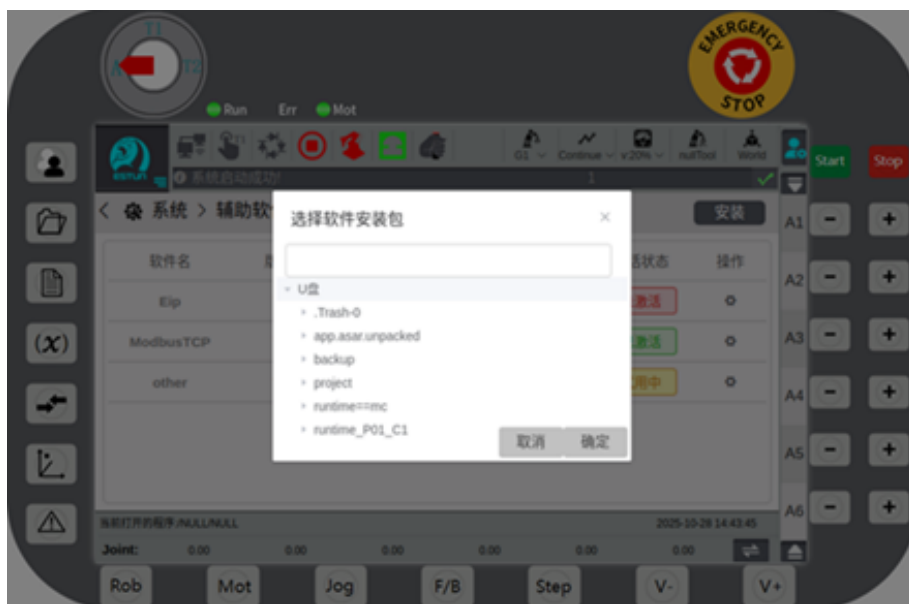 T1
A
T2
EMERGENCY
STOP
Run Err Mot
ESTUN
G1 Continue v:20% nullTool World
系统启动成功! 1
Start Stop
系统 > 辅助软
安装
选择软件安装包
软件名
活状态 操作
U盘
.Trash-0
Eip
激活
app.asar.unpacked
ModbusTCP
激活
backup
project
other
用中
runtime==mc
runtime_P01_C1
取消 确定
A1 - +
A2 - +
A3 - +
A4 - +
A5 - +
A6 - +
(x)
当前打开的程序:/NULL/NULL 2025-10-28 14:43:45
Joint: 0.00 0.00 0.00 0.00 0.00 0.00
Rob Mot Jog F/B Step V- V+